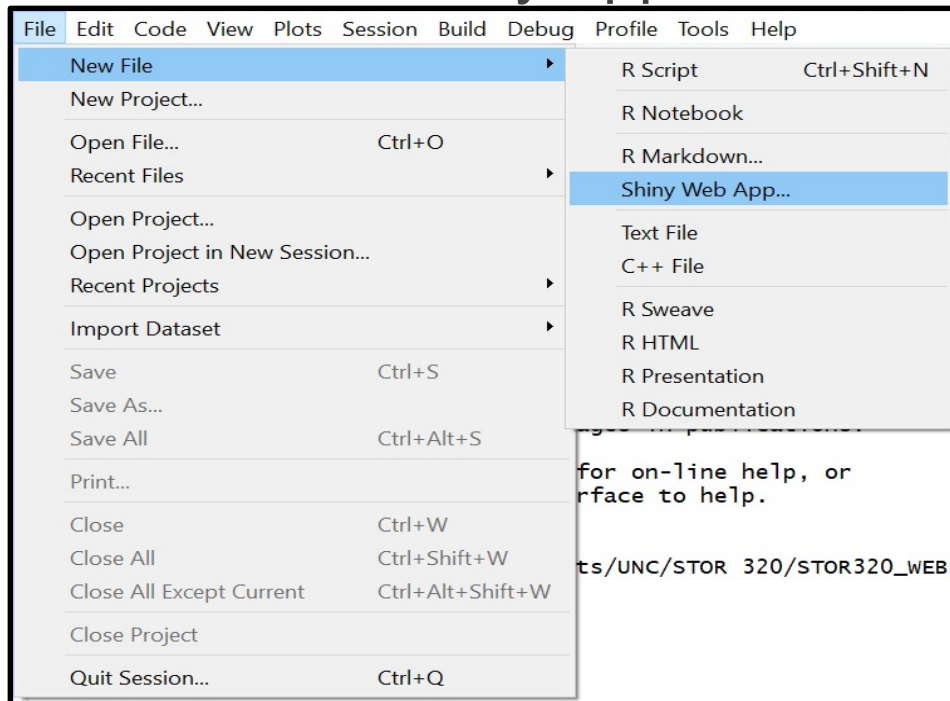 File Edit Code View Plots Session Build Debug Profile Tools Help
New File
New Project...
Open File... Ctrl+O
Recent Files
Open Project...
Open Project in New Session...
Recent Projects
Import Dataset
Save Ctrl+S
Save As...
Save All Ctrl+Alt+S
Print...
Close Ctrl+W
Close All Ctrl+Shift+W
Close All Except Current Ctrl+Alt+Shift+W
Close Project
Quit Session... Ctrl+Q
R Script Ctrl+Shift+N
R Notebook
R Markdown...
Shiny Web App...
Text File
C++ File
R Sweave
R HTML
R Presentation
R Documentation
for on-line help, or
rface to help.
ts/UNC/STOR 320/STOR320_WEB